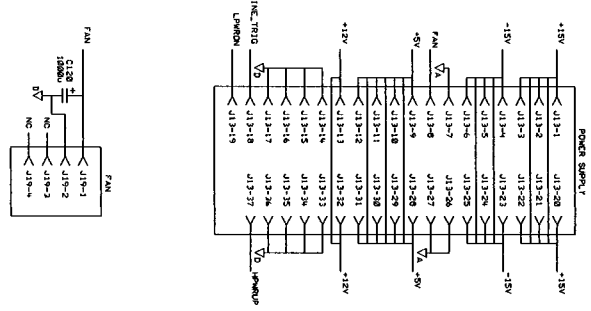 POWER SUPPLY
+15V
-15V
FAN
+5V
+12V
INE_TRIG
LPWRON
J13-1
J13-2
J13-3
J13-4
J13-5
J13-6
J13-7
J13-8
J13-9
J13-10
J13-11
J13-12
J13-13
J13-14
J13-15
J13-16
J13-17
J13-18
J13-19
J13-20
J13-21
J13-22
J13-23
J13-24
J13-25
J13-26
J13-27
J13-28
J13-29
J13-30
J13-31
J13-32
J13-33
J13-34
J13-35
J13-36
J13-37
A
D
+15V
-15V
A
+5V
+12V
D
HPWRUP
FAN
C120
1000u
+
D
NC
NC
J19-1
J19-2
J19-3
J19-4
FAN